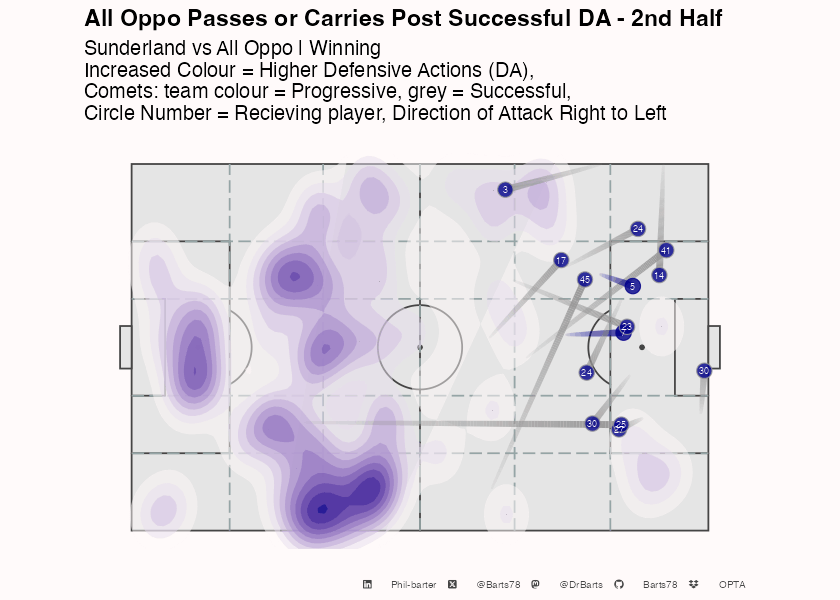 All Oppo Passes or Carries Post Successful DA - 2nd Half
Sunderland vs All Oppo I Winning
Increased Colour = Higher Defensive Actions (DA),
Comets: team colour = Progressive, grey = Successful,
Circle Number = Recieving player, Direction of Attack Right to Left
3
24
41
17
14
45
5
23
24
30
30
25
27
Phil-barter @Barts78 @DrBarts Barts78 OPTA